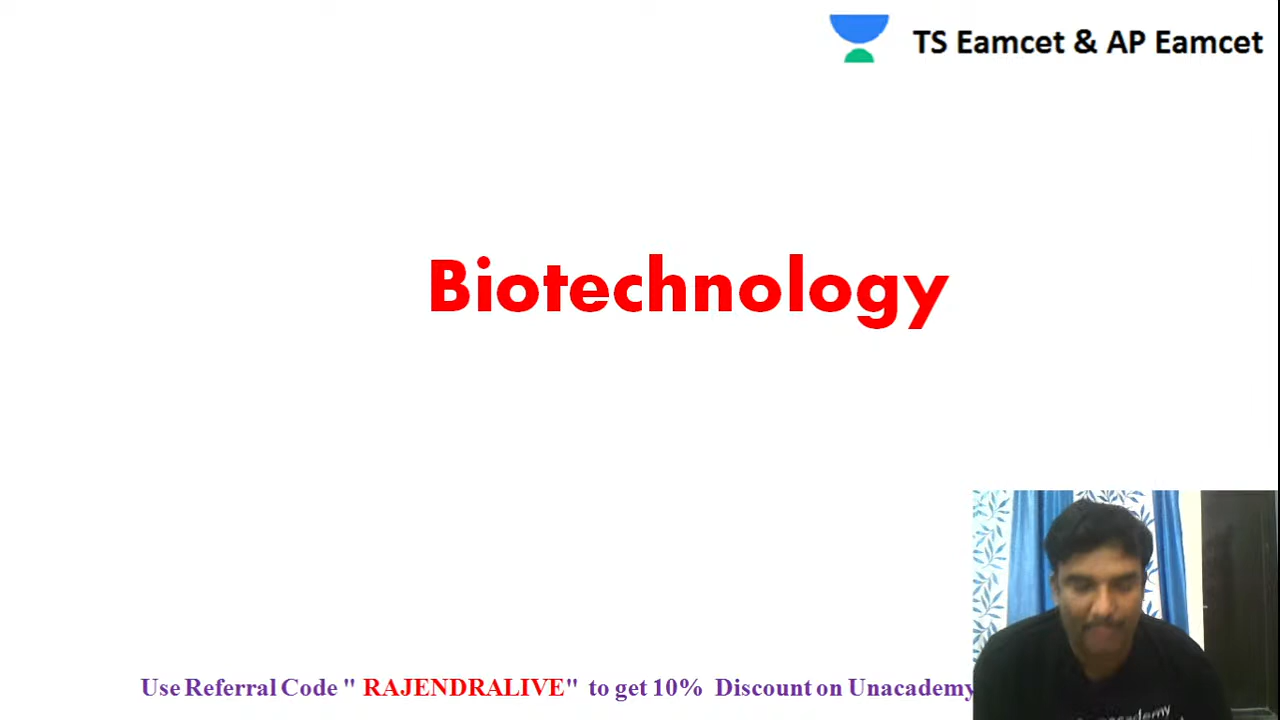 TS Eamcet & AP Eamcet
Biotechnology
Use Referral Code " RAJENDRALIVE" to get 10% Discount on Unacademy